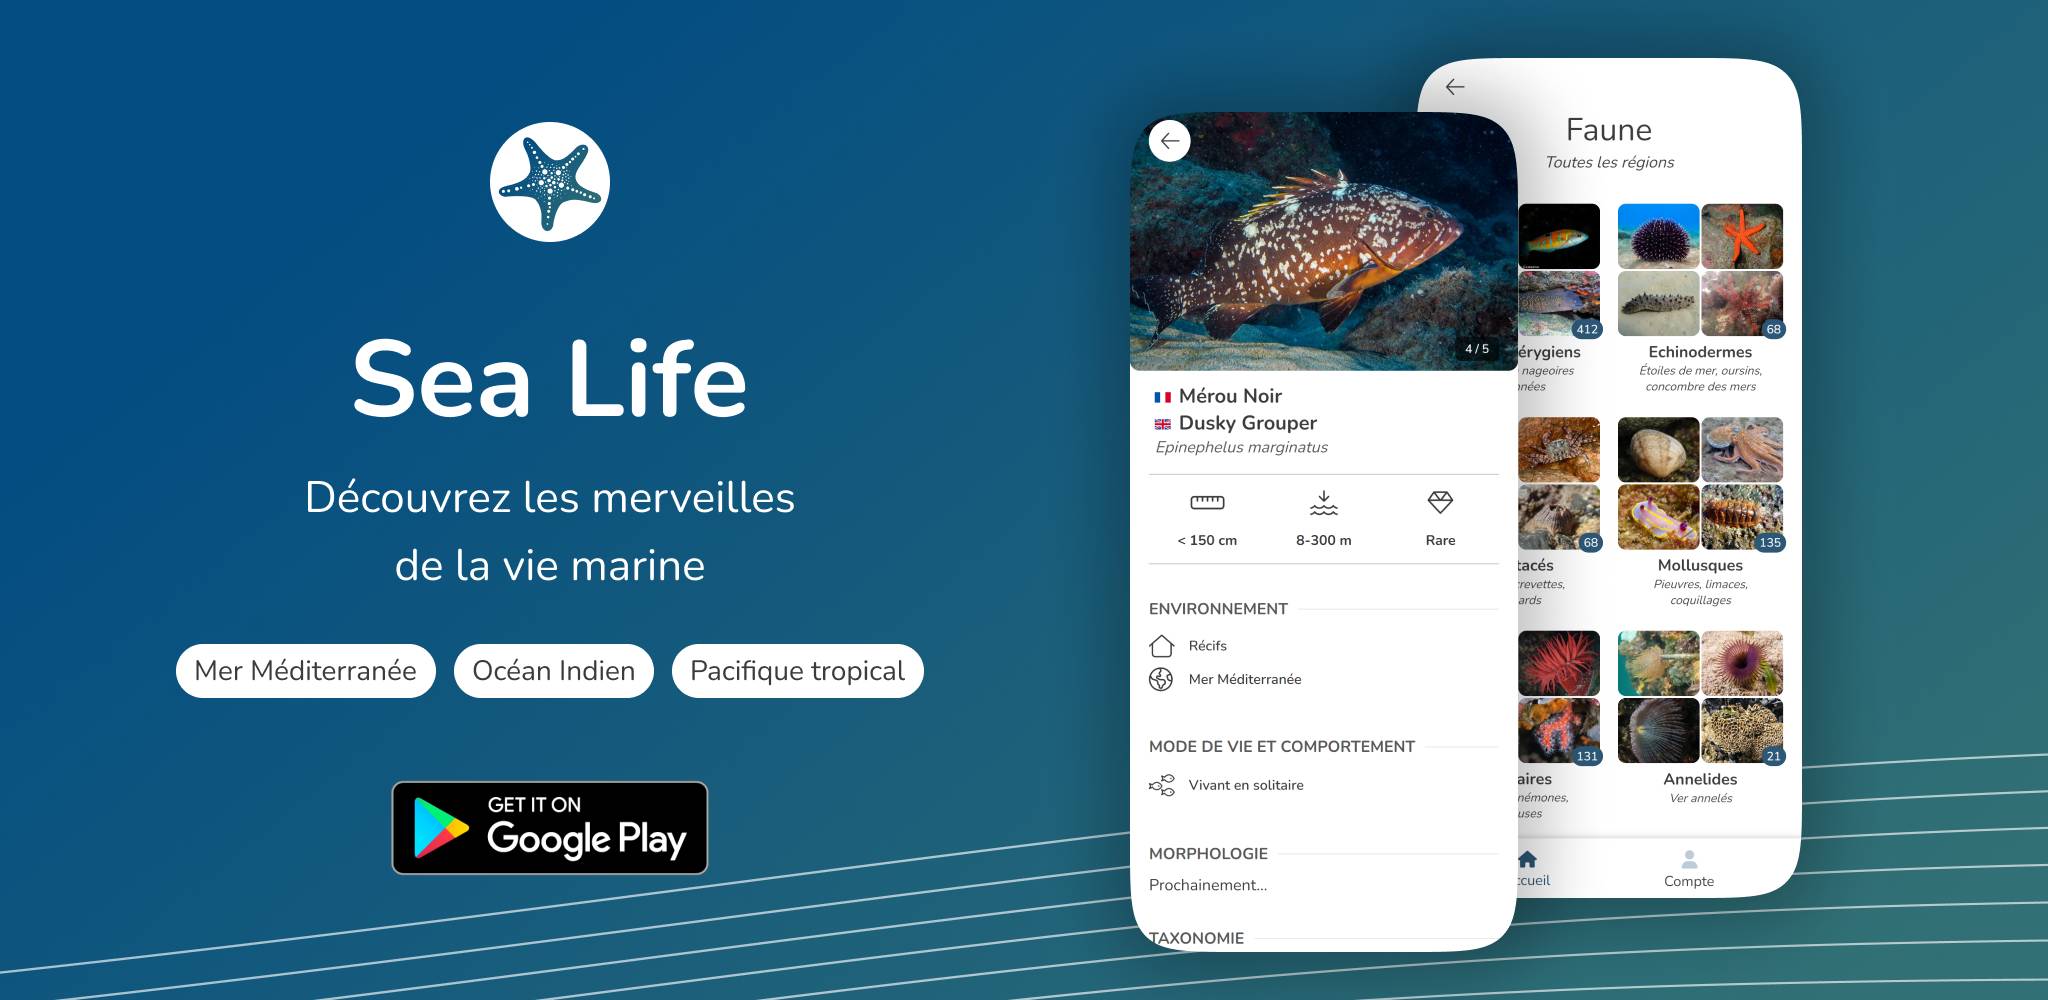 Sea Life
Découvrez les merveilles
de la vie marine
Mer Méditerranée
Océan Indien
Pacifique tropical
GET IT ON
Google Play
4 / 5
Mérou Noir
Dusky Grouper
Epinephelus marginatus
< 150 cm
8-300 m
Rare
ENVIRONNEMENT
Récifs
Mer Méditerranée
MODE DE VIE ET COMPORTEMENT
Vivant en solitaire
MORPHOLOGIE
Prochainement...
TAXONOMIE
Faune
Toutes les régions
412
68
érygiens
nageoires
nnées
Echinodermes
Étoiles de mer, oursins,
concombre des mers
68
135
tacés
crevettes,
ards
Mollusques
Pieuvres, limaces,
coquillages
131
21
aires
némones,
uses
Annelides
Ver annelés
ccueil
Compte